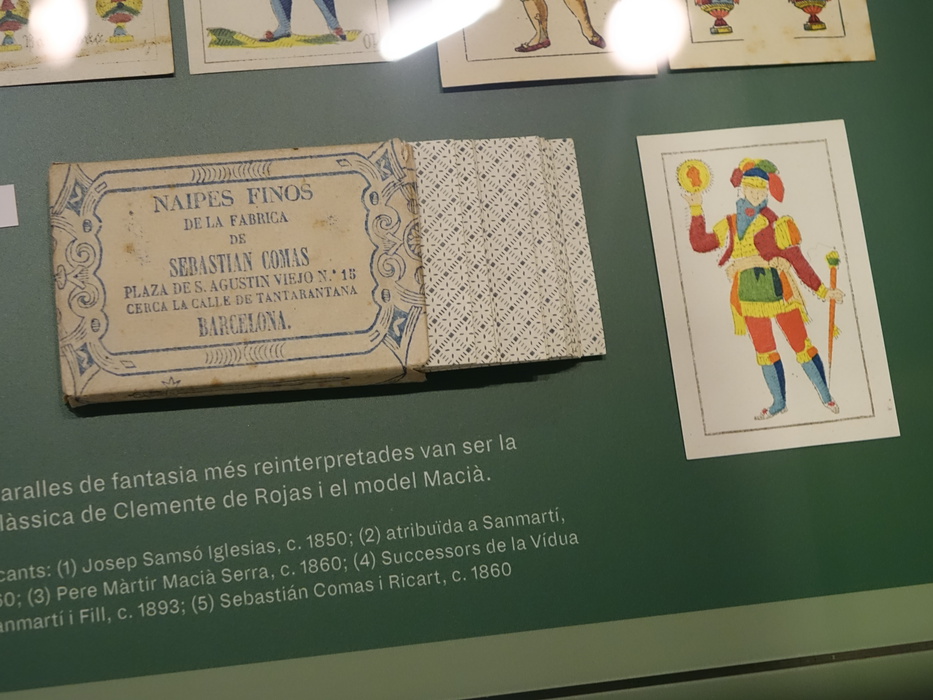 NAIPES FINOS
DE LA FABRICA
DE
SEBASTIAN COMAS
PLAZA DE S. AGUSTIN VIEJO N.º 15
CERCA LA CALLE DE TANTARANTANA
BARCELONA.
aralles de fantasia més reinterpretades van ser la
làssica de Clemente de Rojas i el model Macià.
cants: (1) Josep Samsó Iglesias, c. 1850; (2) atribuïda a Sanmartí,
60; (3) Pere Màrtir Macià Serra, c. 1860; (4) Successors de la Vídua
anmartí i Fill, c. 1893; (5) Sebastián Comas i Ricart, c. 1860